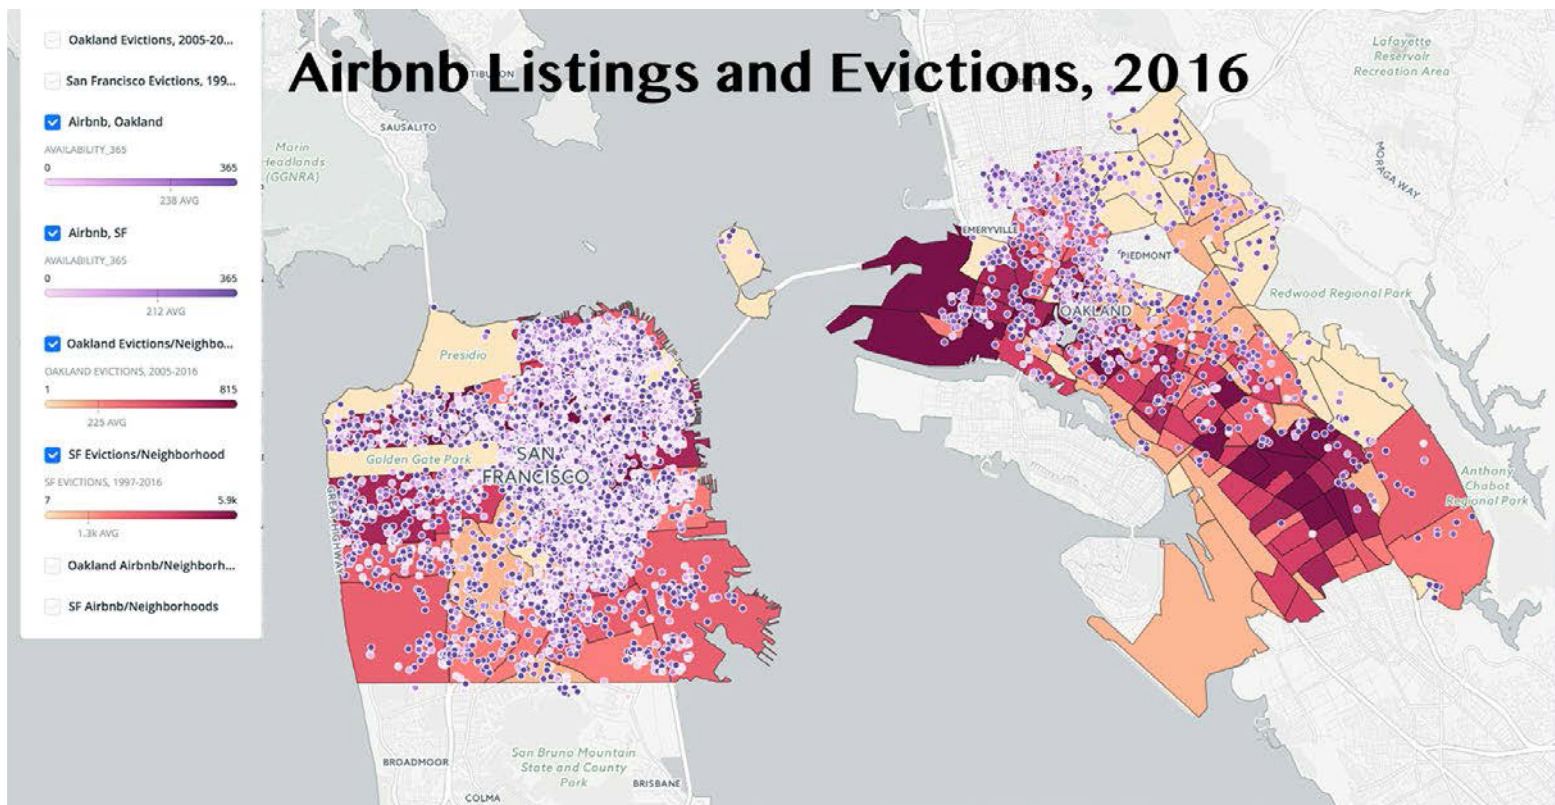 Airbnb Listings and Evictions, 2016
Oakland Evictions, 2005-20...
San Francisco Evictions, 199...
Airbnb, Oakland
AVAILABILITY_365
0 365
238 AVG
Airbnb, SF
AVAILABILITY_365
0 365
212 AVG
Oakland Evictions/Neighbo...
OAKLAND EVICTIONS, 2005-2016
1 815
225 AVG
SF Evictions/Neighborhood
SF EVICTIONS, 1997-2016
7 5.9k
1.3k AVG
Oakland Airbnb/Neighborh...
SF Airbnb/Neighborhoods
TIBURON
SAUSALITO
Marin
Headlands
(GGNRA)
Lafayette
Reservoir
Recreation Area
MORAGA WAY
EMERYVILLE
PIEDMONT
Redwood Regional Park
OAKLAND
Presidio
Golden Gate Park
SAN
FRANCISCO
GREAT HIGHWAY
Anthony
Chabot
Regional Park
San Bruno Mountain
State and County
Park
BROADMOOR
BRISBANE
COLMA